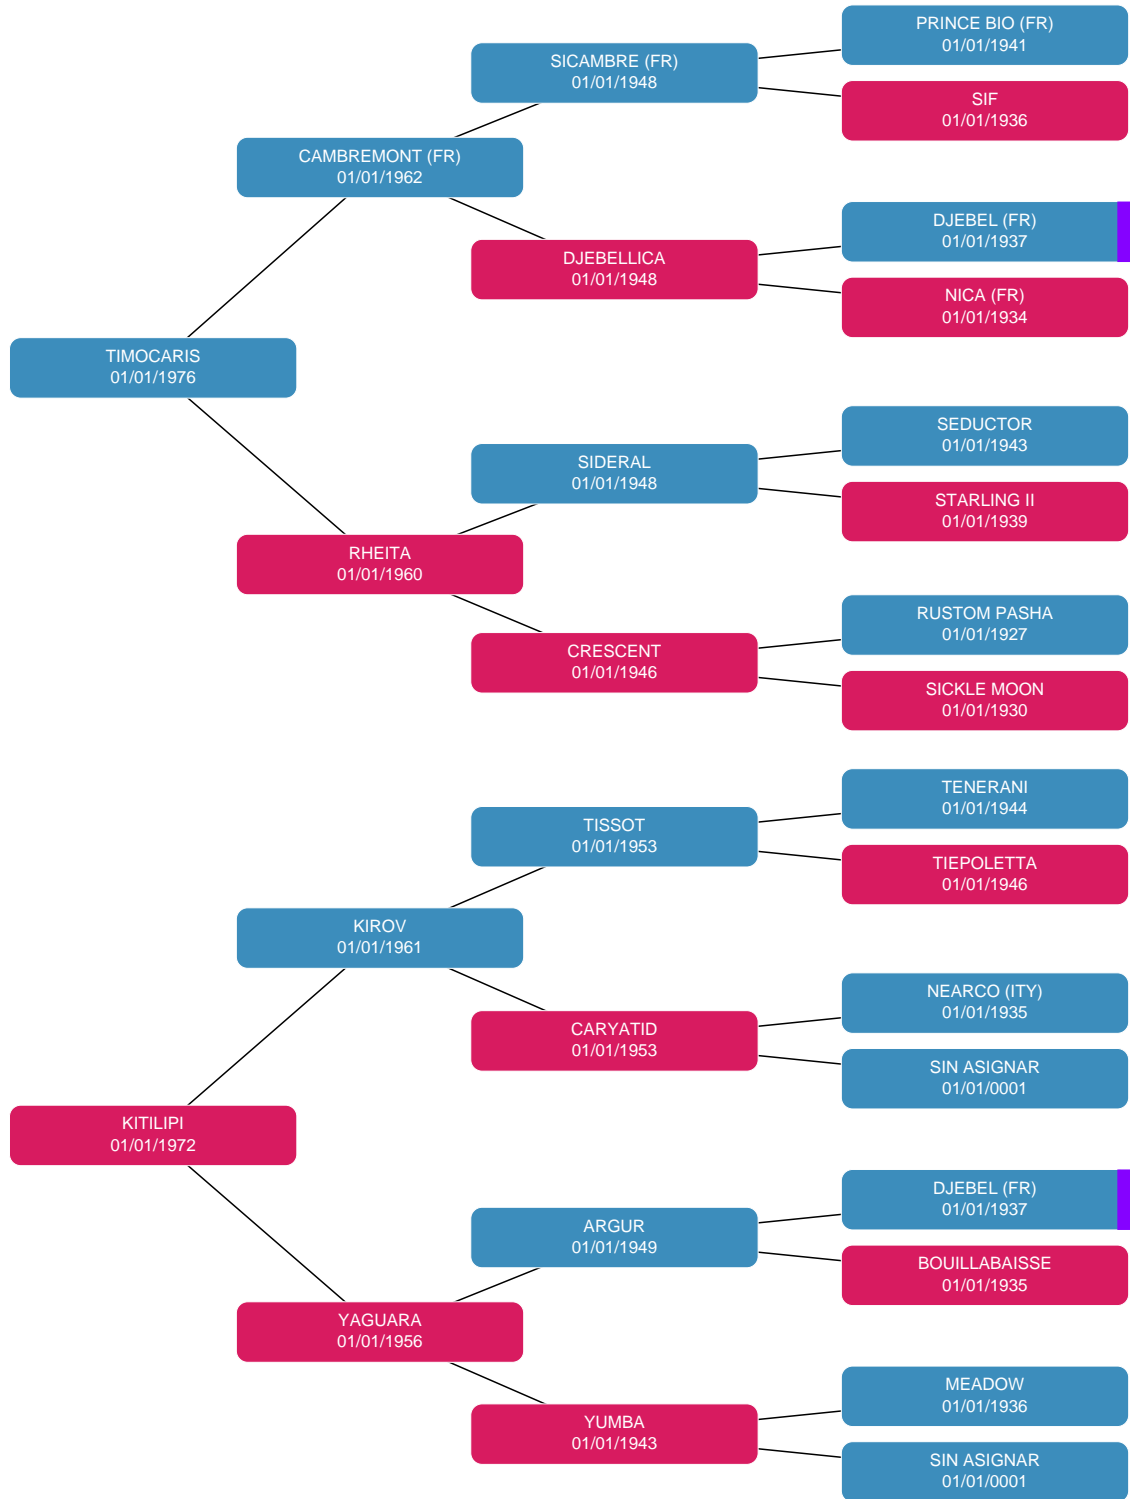 PRINCE BIO (FR)
01/01/1941
SICAMBRE (FR)
01/01/1948
SIF
01/01/1936
CAMBREMONT (FR)
01/01/1962
DJEBEL (FR)
01/01/1937
DJEBELLICA
01/01/1948
NICA (FR)
01/01/1934
TIMOCARIS
01/01/1976
SEDUCTOR
01/01/1943
SIDERAL
01/01/1948
STARLING II
01/01/1939
RHEITA
01/01/1960
RUSTOM PASHA
01/01/1927
CRESCENT
01/01/1946
SICKLE MOON
01/01/1930
TENERANI
01/01/1944
TISSOT
01/01/1953
TIEPOLETTA
01/01/1946
KIROV
01/01/1961
NEARCO (ITY)
01/01/1935
CARYATID
01/01/1953
SIN ASIGNAR
01/01/0001
KITILIPI
01/01/1972
DJEBEL (FR)
01/01/1937
ARGUR
01/01/1949
BOUILLABAISSE
01/01/1935
YAGUARA
01/01/1956
MEADOW
01/01/1936
YUMBA
01/01/1943
SIN ASIGNAR
01/01/0001